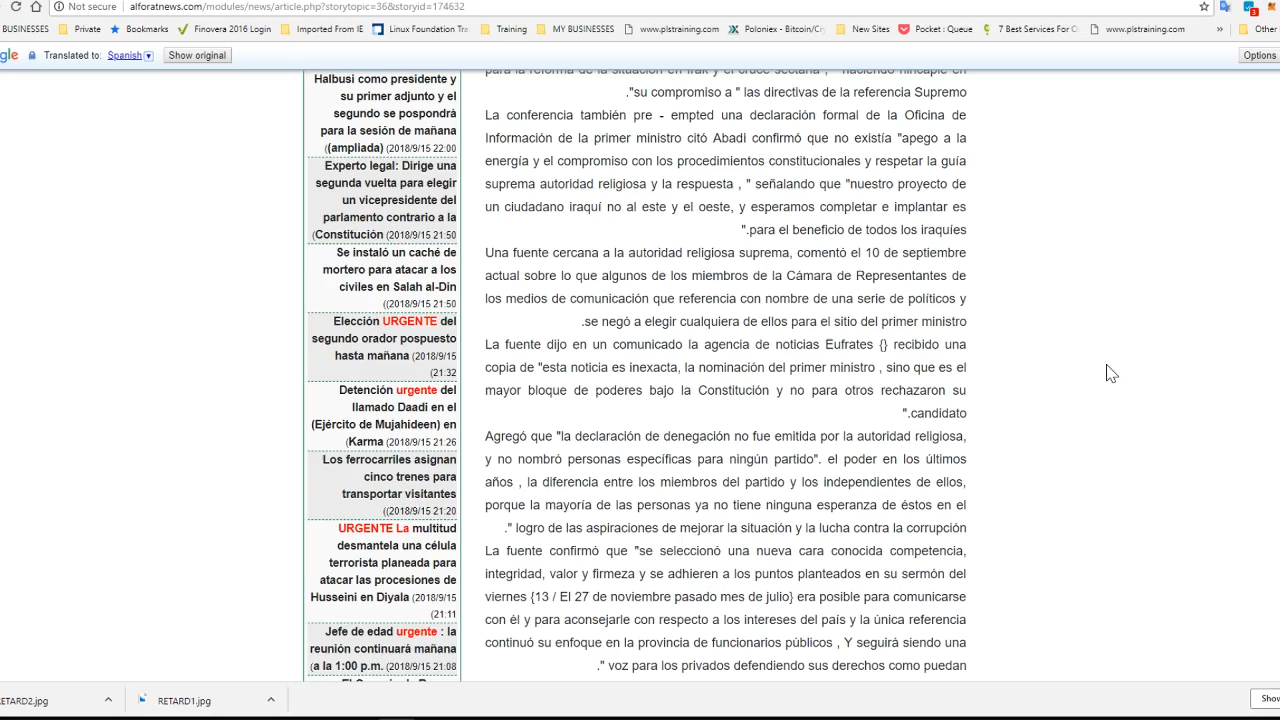 Not secure alforatnews.com/modules/news/article.php?storytopic=36&storyid=174632
BUSINESSES Private Bookmarks Firovera 2016 Login Imported From IE Linux Foundation Tra Training MY BUSINESSES www.plstraining.com Poloniex - Bitcoin/Cry New Sites Pocket : Queue 7 Best Services For O www.plstraining.com » Other
gle Translated to: Spanish Show original Options
Halbusi como presidente y
su primer adjunto y el
segundo se pospondrá
para la sesión de mañana
(ampliada) (2018/9/15 22:00
Experto legal: Dirige una
segunda vuelta para elegir
un vicepresidente del
parlamento contrario a la
(Constitución (2018/9/15 21:50
Se instaló un caché de
mortero para atacar a los
civiles en Salah al-Din
((2018/9/15 21:50
Elección URGENTE del
segundo orador pospuesto
hasta mañana (2018/9/15
(21:32
Detención urgente del
llamado Daadi en el
(Ejército de Mujahideen) en
(Karma (2018/9/15 21:26
Los ferrocarriles asignan
cinco trenes para
transportar visitantes
((2018/9/15 21:20
URGENTE La multitud
desmantela una célula
terrorista planeada para
atacar las procesiones de
Husseini en Diyala (2018/9/15
(21:11
Jefe de edad urgente : la
reunión continuará mañana
(a la 1:00 p.m. (2018/9/15 21:08
para la reforma de la situación en Irak y el cruce sectaria , " haciendo hincapié en
."su compromiso a " las directivas de la referencia Supremo
La conferencia también pre - empted una declaración formal de la Oficina de
Información de la primer ministro citó Abadi confirmó que no existía "apego a la
energía y el compromiso con los procedimientos constitucionales y respetar la guía
suprema autoridad religiosa y la respuesta , " señalando que "nuestro proyecto de
un ciudadano iraquí no al este y el oeste, y esperamos completar e implantar es
".para el beneficio de todos los iraquíes
Una fuente cercana a la autoridad religiosa suprema, comentó el 10 de septiembre
actual sobre lo que algunos de los miembros de la Cámara de Representantes de
los medios de comunicación que referencia con nombre de una serie de políticos y
.se negó a elegir cualquiera de ellos para el sitio del primer ministro
La fuente dijo en un comunicado la agencia de noticias Eufrates {} recibido una
copia de "esta noticia es inexacta, la nominación del primer ministro , sino que es el
mayor bloque de poderes bajo la Constitución y no para otros rechazaron su
".candidato
Agregó que "la declaración de denegación no fue emitida por la autoridad religiosa,
y no nombró personas específicas para ningún partido". el poder en los últimos
años , la diferencia entre los miembros del partido y los independientes de ellos,
porque la mayoría de las personas ya no tiene ninguna esperanza de éstos en el
." logro de las aspiraciones de mejorar la situación y la lucha contra la corrupción
La fuente confirmó que "se seleccionó una nueva cara conocida competencia,
integridad, valor y firmeza y se adhieren a los puntos planteados en su sermón del
viernes {13 / El 27 de noviembre pasado mes de julio} era posible para comunicarse
con él y para aconsejarle con respecto a los intereses del país y la única referencia
continuó su enfoque en la provincia de funcionarios públicos , Y seguirá siendo una
." voz para los privados defendiendo sus derechos como puedan
RETARD2.jpg RETARD1.jpg Show